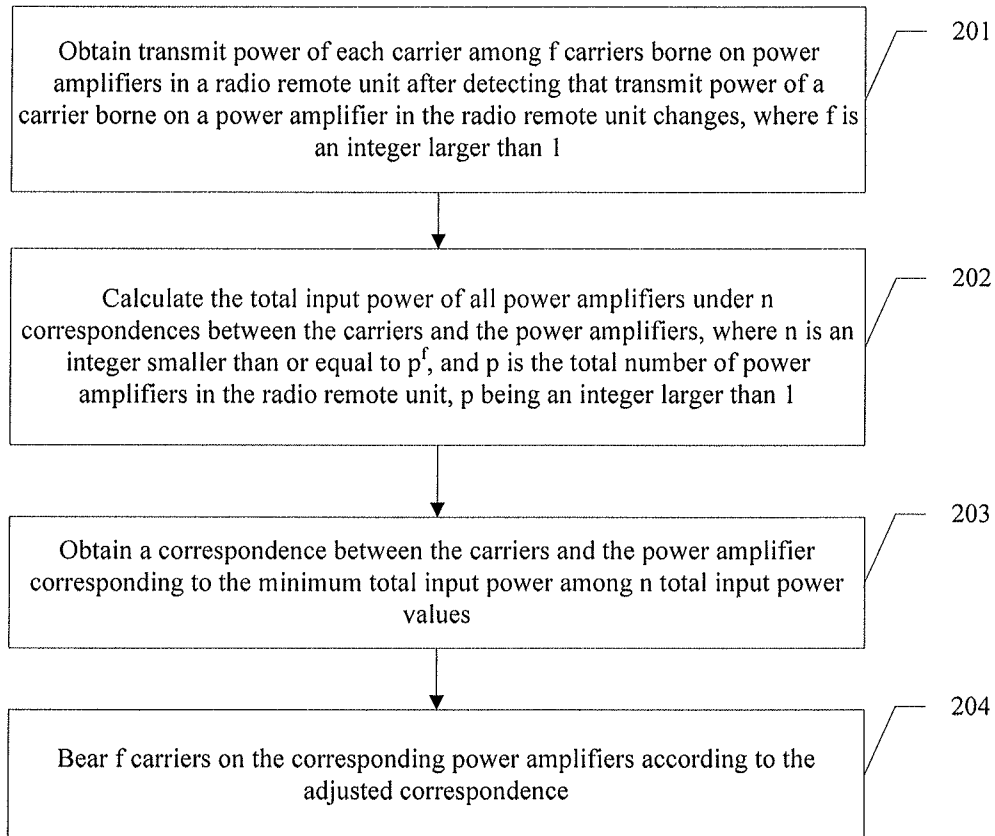 Obtain transmit power of each carrier among f carriers borne on power
amplifiers in a radio remote unit after detecting that transmit power of a
carrier borne on a power amplifier in the radio remote unit changes, where f is
an integer larger than 1
201
Calculate the total input power of all power amplifiers under n
correspondences between the carriers and the power amplifiers, where n is an
integer smaller than or equal to p^f, and p is the total number of power
amplifiers in the radio remote unit, p being an integer larger than 1
202
Obtain a correspondence between the carriers and the power amplifier
corresponding to the minimum total input power among n total input power
values
203
Bear f carriers on the corresponding power amplifiers according to the
adjusted correspondence
204